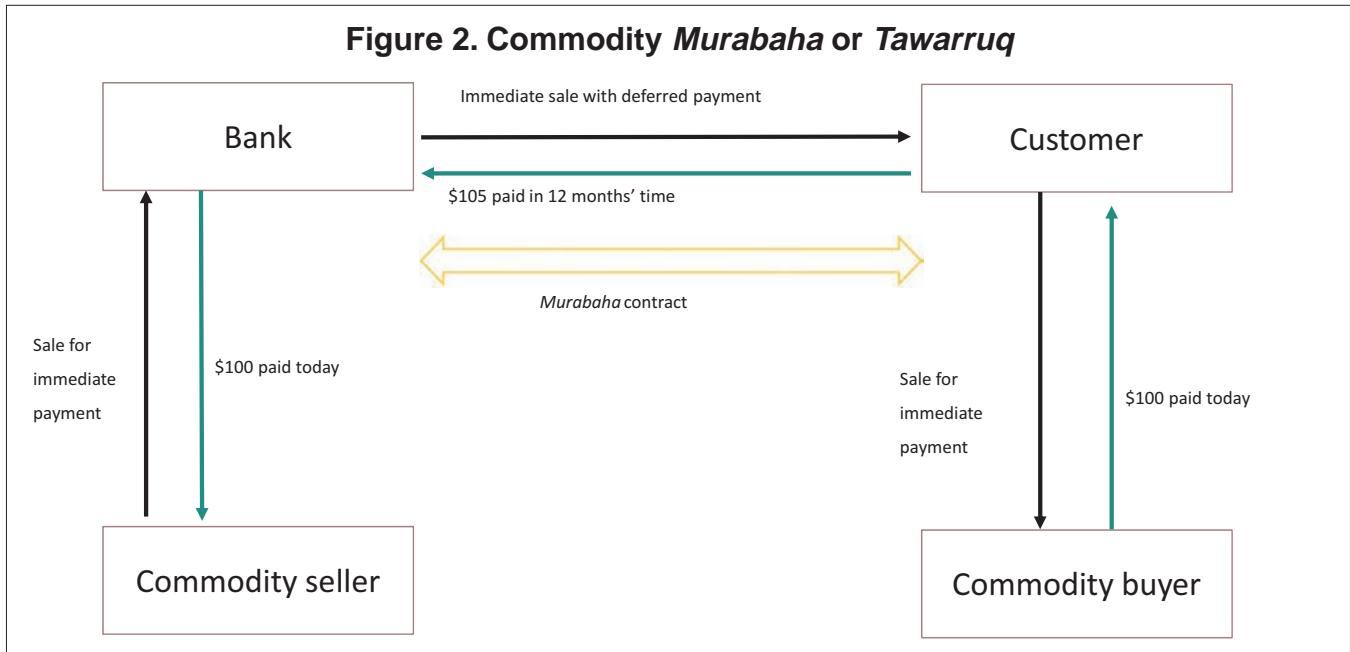 Figure 2. Commodity Murabaha or Tawarruq
Bank
Immediate sale with deferred payment
Customer
$105 paid in 12 months’ time
Murabaha contract
Sale for
immediate
payment
$100 paid today
Sale for
immediate
payment
$100 paid today
Commodity seller
Commodity buyer